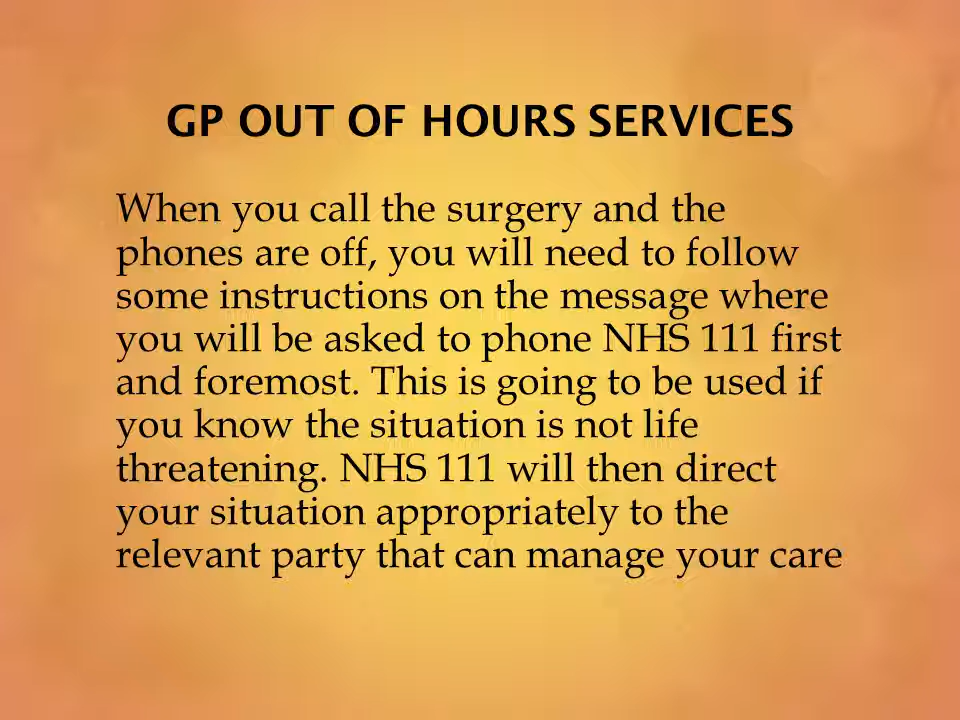 GP OUT OF HOURS SERVICES
When you call the surgery and the
phones are off, you will need to follow
some instructions on the message where
you will be asked to phone NHS 111 first
and foremost. This is going to be used if
you know the situation is not life
threatening. NHS 111 will then direct
your situation appropriately to the
relevant party that can manage your care